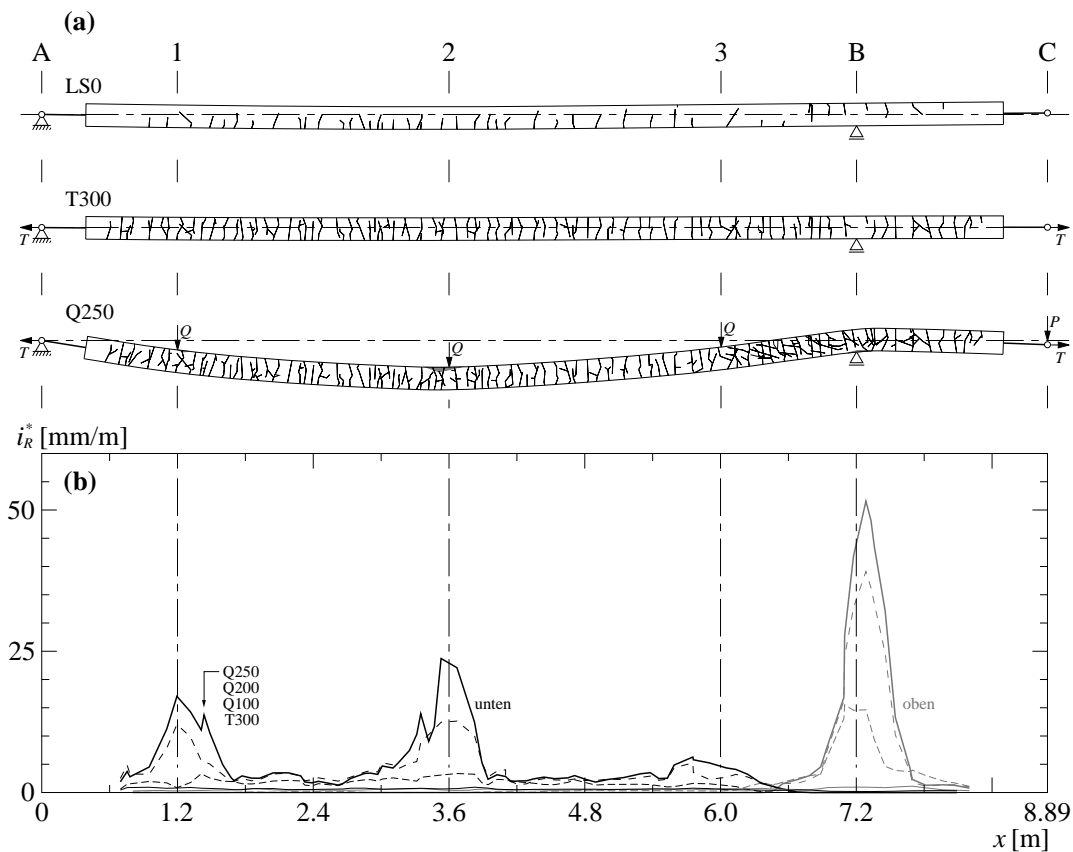 (a)
A 1 2 3 B C
LS0
T300
T T
Q250
Q Q Q P
T T
i*R [mm/m]
(b)
50
25
0
Q250
Q200
Q100
T300
unten
oben
0 1.2 2.4 3.6 4.8 6.0 7.2 8.89
x [m]